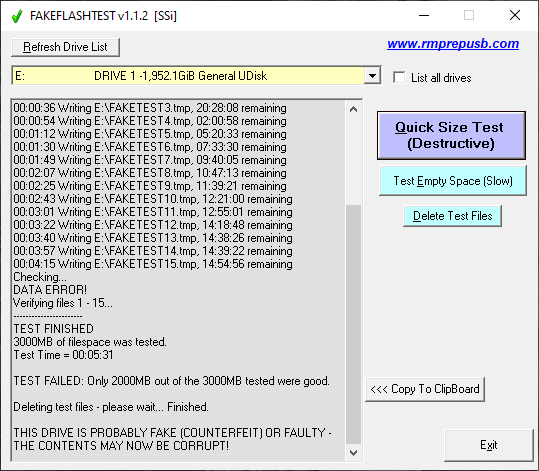 FAKEFLASHTEST v1.1.2 [SSi]
Refresh Drive List
www.rmprepusb.com
E: DRIVE 1 -1,952.1GiB General UDisk
List all drives
00:00:36 Writing E:\FAKETEST3.tmp, 20:28:08 remaining
00:00:54 Writing E:\FAKETEST4.tmp, 02:00:58 remaining
00:01:12 Writing E:\FAKETEST5.tmp, 05:20:33 remaining
00:01:30 Writing E:\FAKETEST6.tmp, 07:33:30 remaining
00:01:49 Writing E:\FAKETEST7.tmp, 09:40:05 remaining
00:02:07 Writing E:\FAKETEST8.tmp, 10:47:13 remaining
00:02:25 Writing E:\FAKETEST9.tmp, 11:39:21 remaining
00:02:43 Writing E:\FAKETEST10.tmp, 12:21:00 remaining
00:03:01 Writing E:\FAKETEST11.tmp, 12:55:01 remaining
00:03:22 Writing E:\FAKETEST12.tmp, 14:18:48 remaining
00:03:40 Writing E:\FAKETEST13.tmp, 14:38:26 remaining
00:03:57 Writing E:\FAKETEST14.tmp, 14:39:22 remaining
00:04:15 Writing E:\FAKETEST15.tmp, 14:54:56 remaining
Checking...
DATA ERROR!
Verifying files 1 - 15...
-----------------------
TEST FINISHED
3000MB of filespace was tested.
Test Time = 00:05:31
TEST FAILED: Only 2000MB out of the 3000MB tested were good.
Deleting test files - please wait... Finished.
THIS DRIVE IS PROBABLY FAKE (COUNTERFEIT) OR FAULTY -
THE CONTENTS MAY NOW BE CORRUPT!
Quick Size Test
(Destructive)
Test Empty Space (Slow)
Delete Test Files
<<< Copy To ClipBoard
Exit